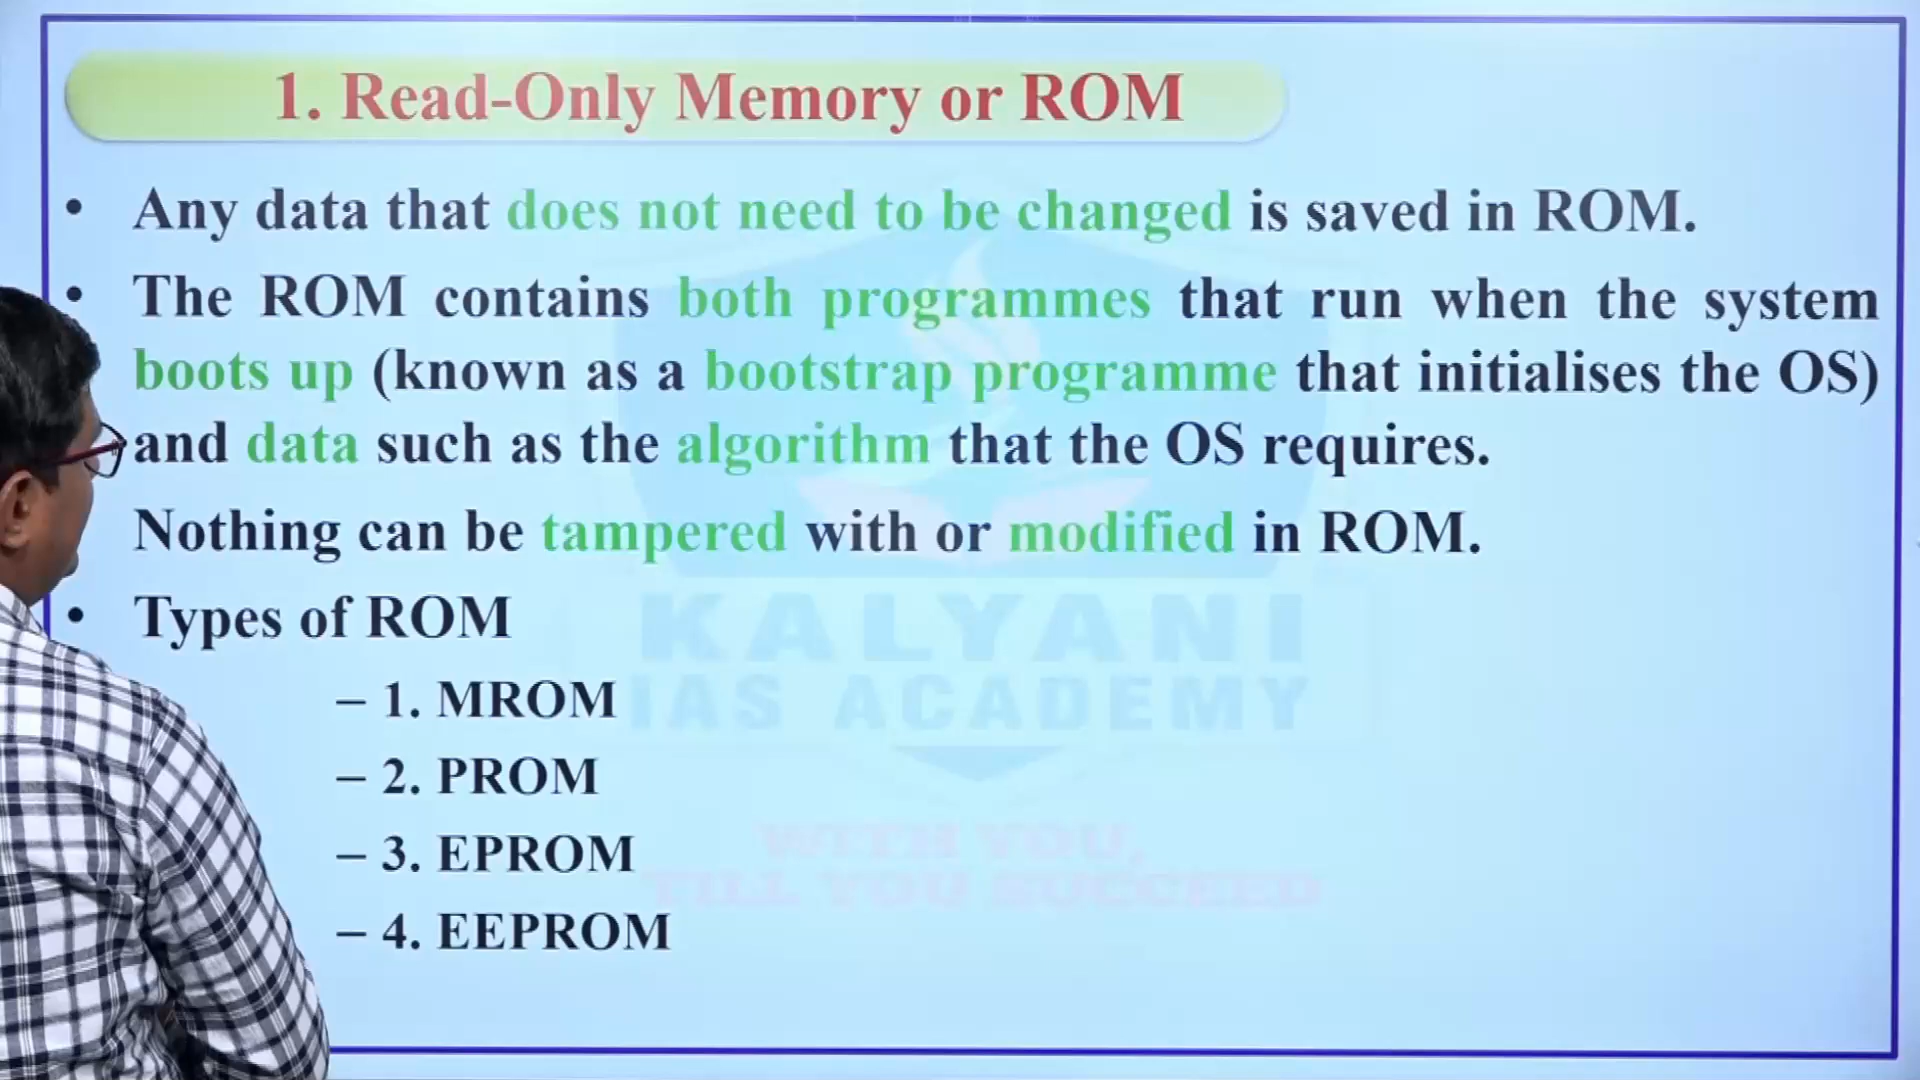 1. Read-Only Memory or ROM
• Any data that does not need to be changed is saved in ROM.
• The ROM contains both programmes that run when the system
boots up (known as a bootstrap programme that initialises the OS)
and data such as the algorithm that the OS requires.
Nothing can be tampered with or modified in ROM.
• Types of ROM
– 1. MROM
– 2. PROM
– 3. EPROM
– 4. EEPROM
KALYANI
IAS ACADEMY
WITH YOU,
TILL YOU SUCCEED